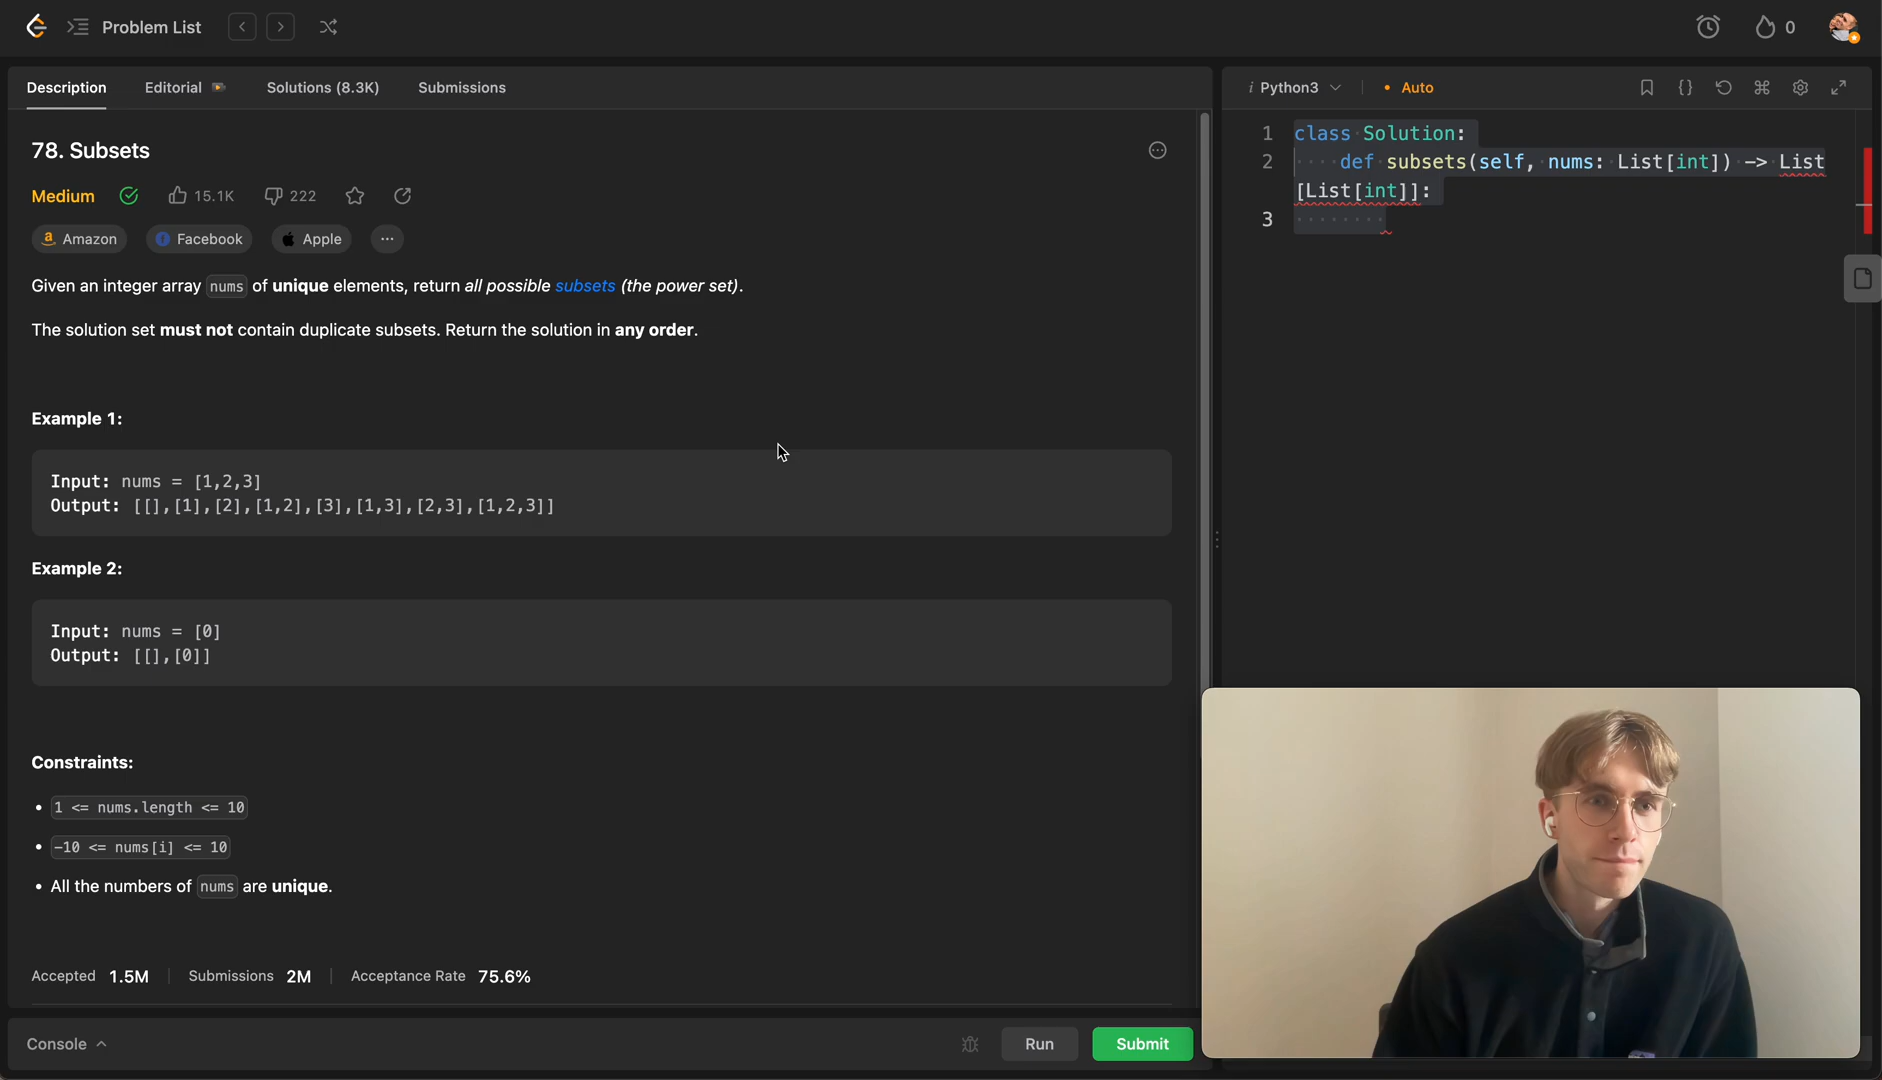 Problem List
0
Description
Editorial
Solutions (8.3K)
Submissions
78. Subsets
Medium
15.1K
222
Amazon
Facebook
Apple
Given an integer array nums of unique elements, return all possible subsets (the power set).
The solution set must not contain duplicate subsets. Return the solution in any order.
Example 1:
Input: nums = [1,2,3]
Output: [[],[1],[2],[1,2],[3],[1,3],[2,3],[1,2,3]]
Example 2:
Input: nums = [0]
Output: [[],[0]]
Constraints:
• 1 <= nums.length <= 10
• -10 <= nums[i] <= 10
• All the numbers of nums are unique.
Accepted 1.5M | Submissions 2M | Acceptance Rate 75.6%
Console
Run
Submit
i Python3
• Auto
1 class Solution:
2 def subsets(self, nums: List[int]) -> List
[List[int]]:
3